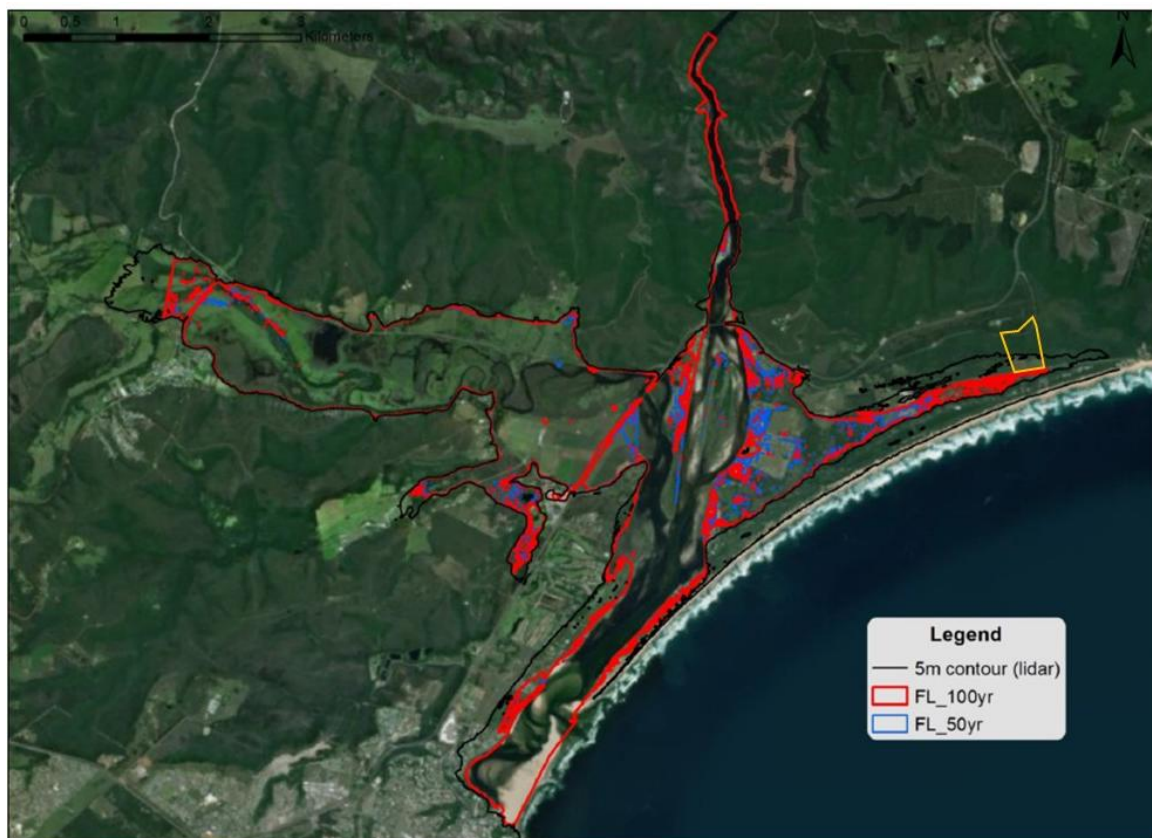 0 0.5 1 2 3
Kilometers
N
Legend
5m contour (lidar)
FL_100yr
FL_50yr